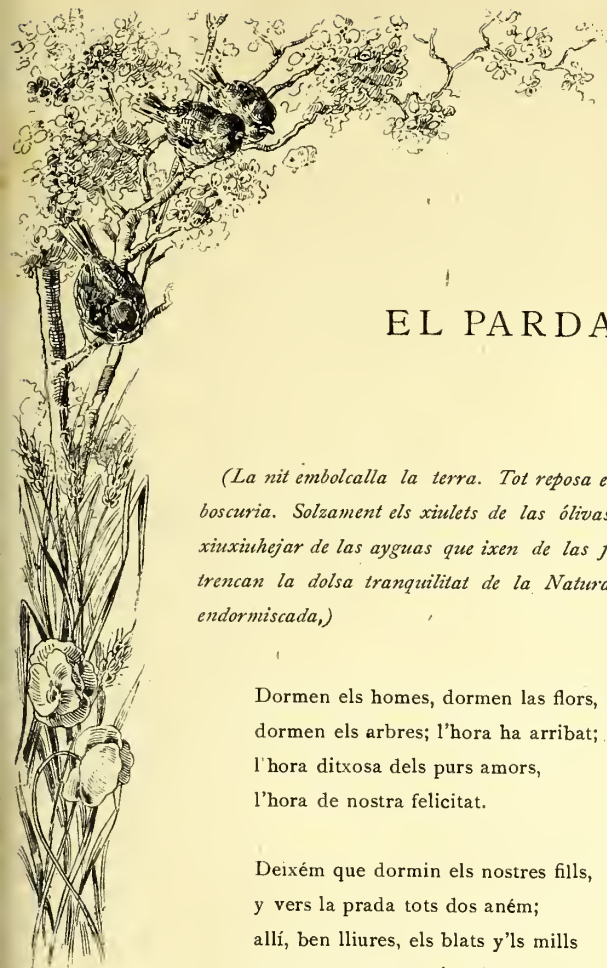 EL PARDA
(La nit embolcalla la terra. Tot reposa e
boscuria. Solzament els xiulets de las ólivas
xiuxiuhejar de las ayguas que ixen de las
trencan la dolsa tranquilitat de la Natura
endormiscada,)
Dormen els homes, dormen las flors,
dormen els arbres; l'hora ha arribat;
l'hora ditxosa dels purs amors,
l'hora de nostra felicitat.
Deixém que dormin els nostres fills,
y vers la prada tots dos aném;
allí, ben lliures, els blats y'ls mills